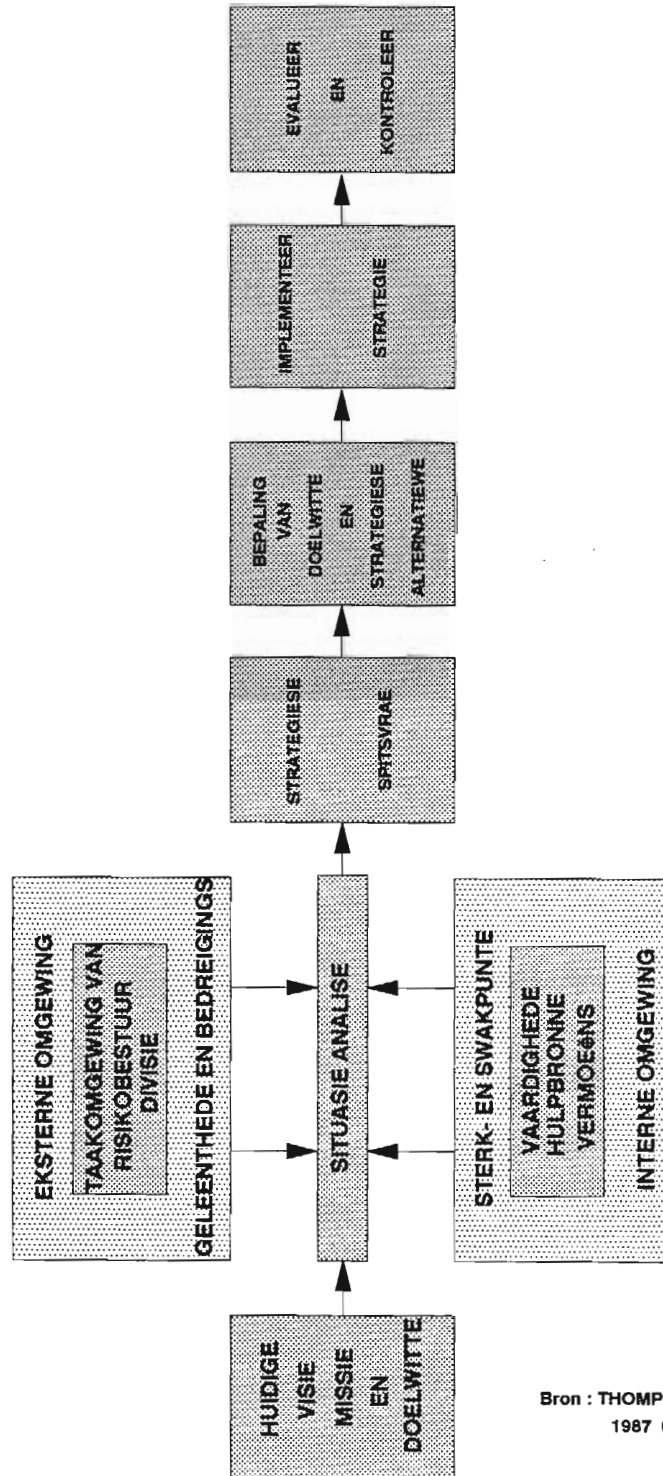 HUIDIGE
VISIE
MISSIE
EN
DOELWITTE
EKSTERNE OMGEWING
TAAKOMGEWING VAN
RISIKOBESTUUR
DIVISIE
GELEENTHEDE EN BEDREIGINGS
SITUASIE ANALISE
STERK- EN SWAKPUNTE
VAARDIGHEDE
HULPBRONNE
VERMOEëNS
INTERNE OMGEWING
STRATEGIESE
SPITSVRAE
BEPALING
VAN
DOELWITTE
EN
STRATEGIESE
ALTERNATIEWE
IMPLEMENTEER
STRATEGIE
EVALUEER
EN
KONTROLEER
Bron : THOMP
1987